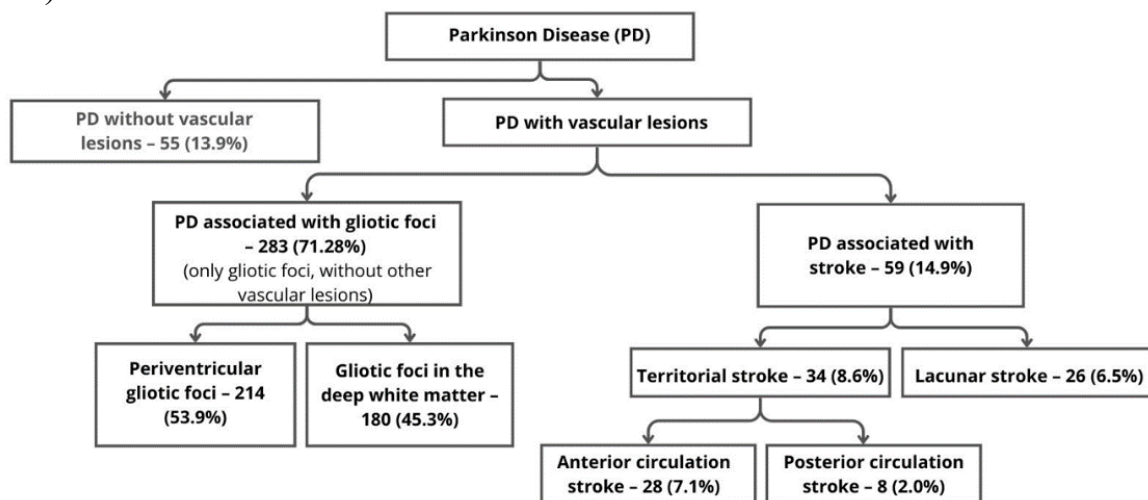 Parkinson Disease (PD)
PD without vascular
lesions – 55 (13.9%)
PD with vascular lesions
PD associated with gliotic foci
– 283 (71.28%)
(only gliotic foci, without other
vascular lesions)
PD associated with
stroke – 59 (14.9%)
Periventricular
gliotic foci – 214
(53.9%)
Gliotic foci in the
deep white matter –
180 (45.3%)
Territorial stroke – 34 (8.6%)
Lacunar stroke – 26 (6.5%)
Anterior circulation
stroke – 28 (7.1%)
Posterior circulation
stroke – 8 (2.0%)